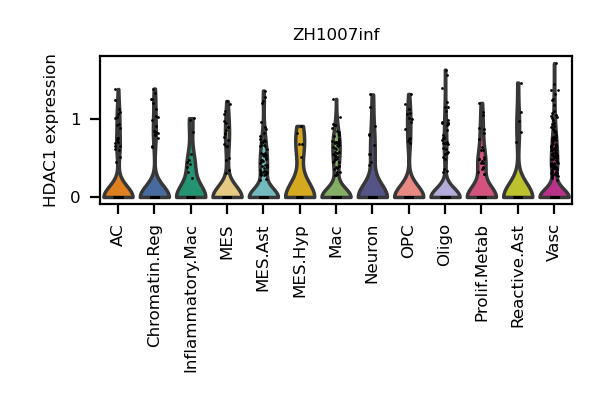 ZH1007inf
HDAC1 expression
1
0
AC
Chromatin.Reg
Inflammatory.Mac
MES
MES.Ast
MES.Hyp
Mac
Neuron
OPC
Oligo
Prolif.Metab
Reactive.Ast
Vasc